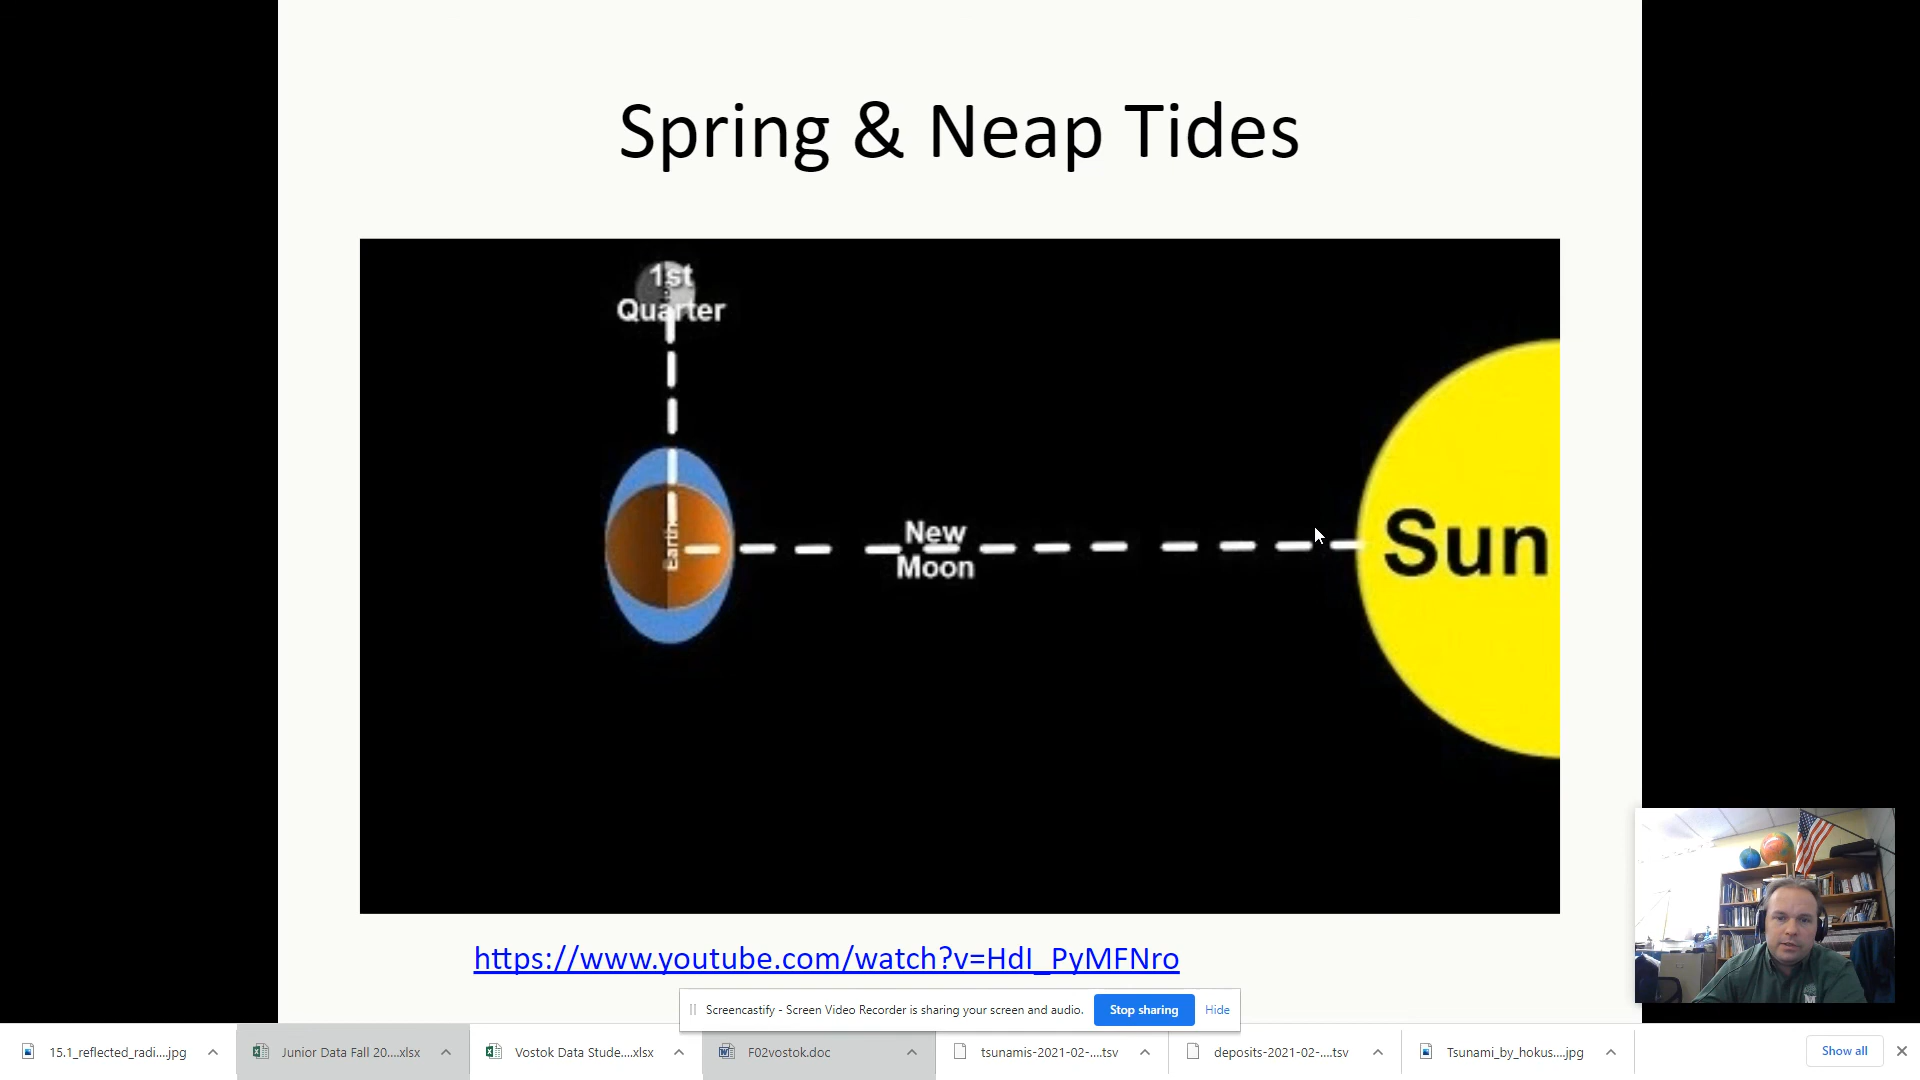 Spring & Neap Tides
1st
Quarter
Earth
New
Moon
Sun
https://www.youtube.com/watch?v=HdI_PyMFNro
Screencastify - Screen Video Recorder is sharing your screen and audio.
Stop sharing
Hide
15.1_reflected_radi....jpg
Junior Data Fall 20....xlsx
Vostok Data Stude....xlsx
F02vostok.doc
tsunamis-2021-02-....tsv
deposits-2021-02-....tsv
Tsunami_by_hokus....jpg
Show all